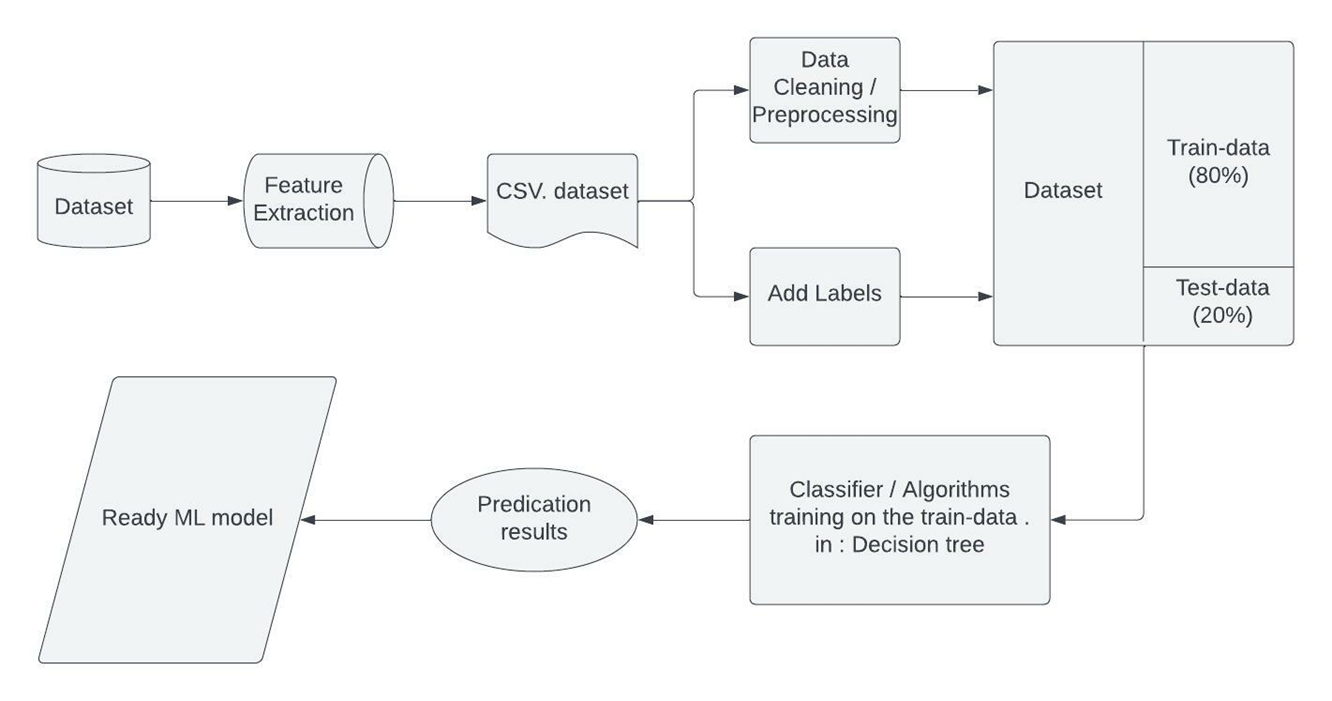 Dataset
Feature
Extraction
CSV. dataset
Data
Cleaning /
Preprocessing
Add Labels
Dataset
Train-data
(80%)
Test-data
(20%)
Classifier / Algorithms
training on the train-data .
in : Decision tree
Predication
results
Ready ML model